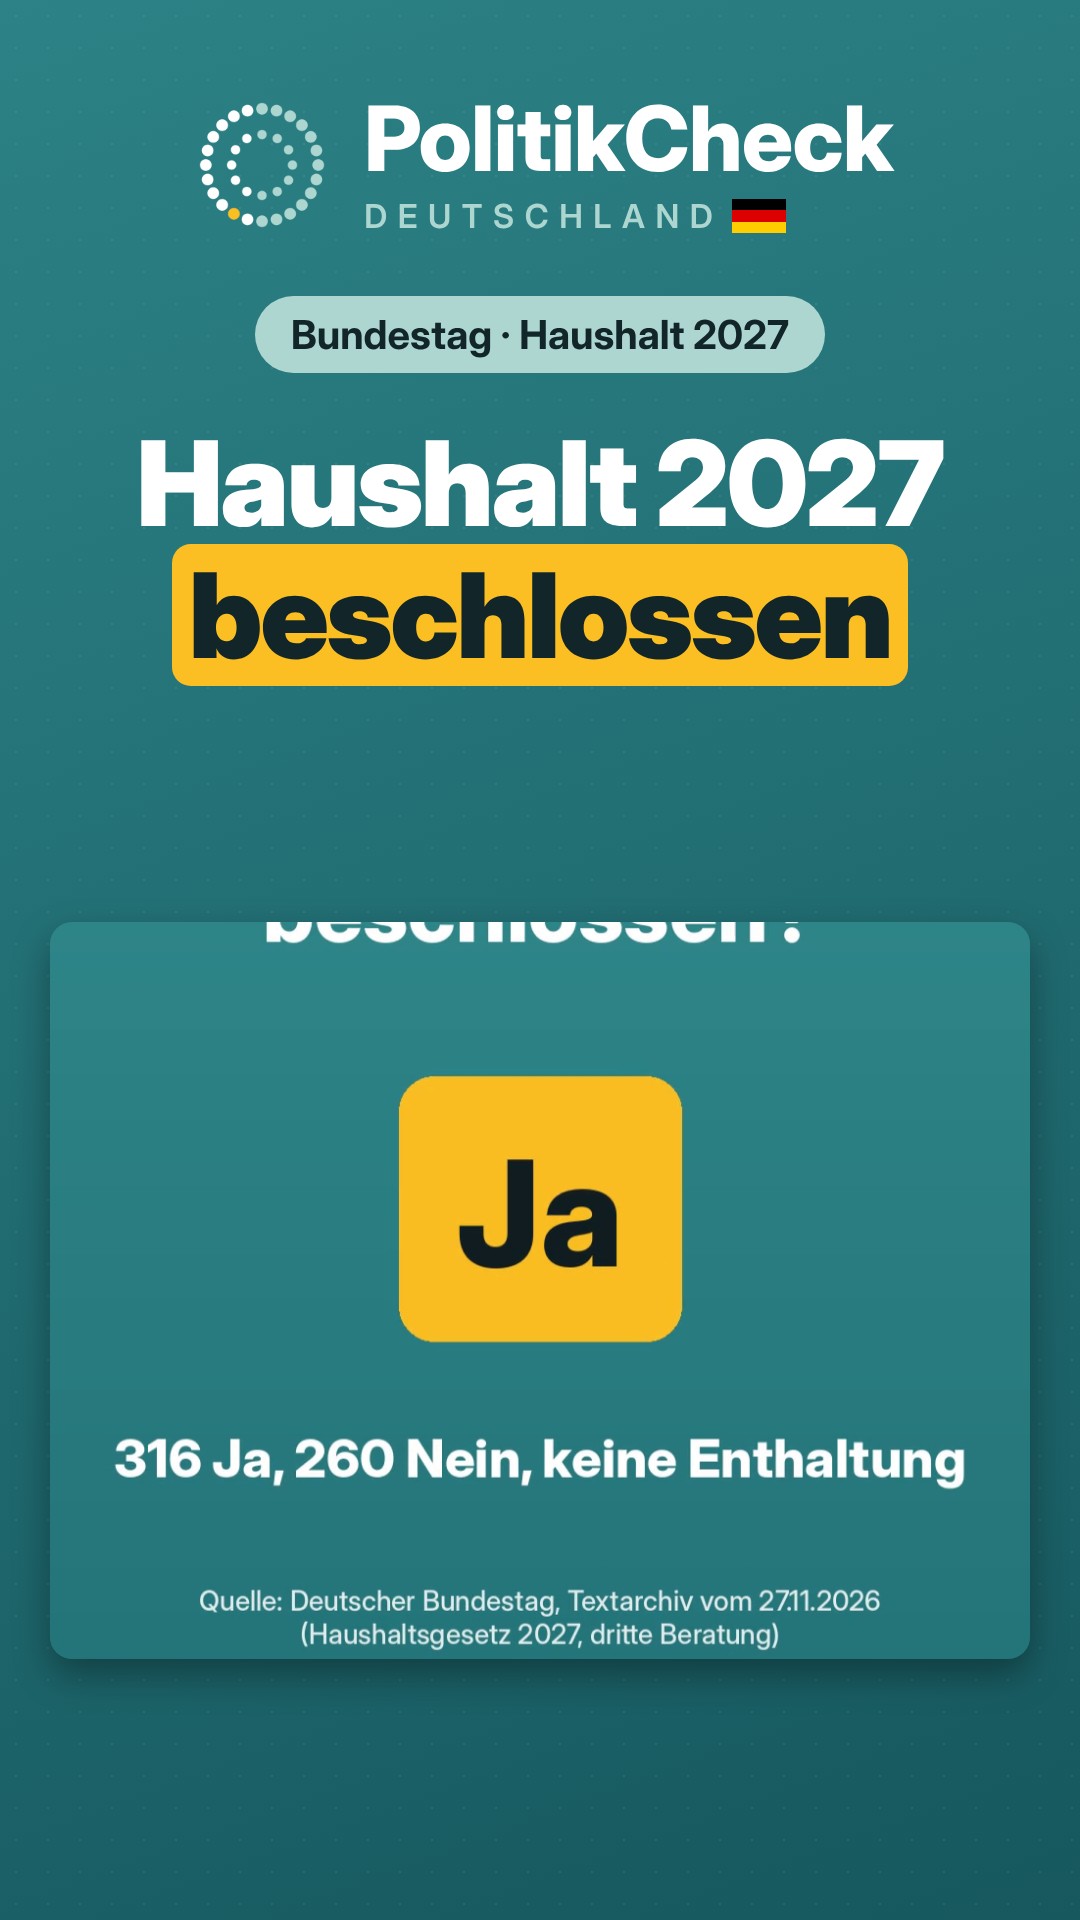 PolitikCheck
DEUTSCHLAND
Bundestag · Haushalt 2027
Haushalt 2027
beschlossen
beschlossen?
Ja
316 Ja, 260 Nein, keine Enthaltung
Quelle: Deutscher Bundestag, Textarchiv vom 27.11.2026
(Haushaltsgesetz 2027, dritte Beratung)